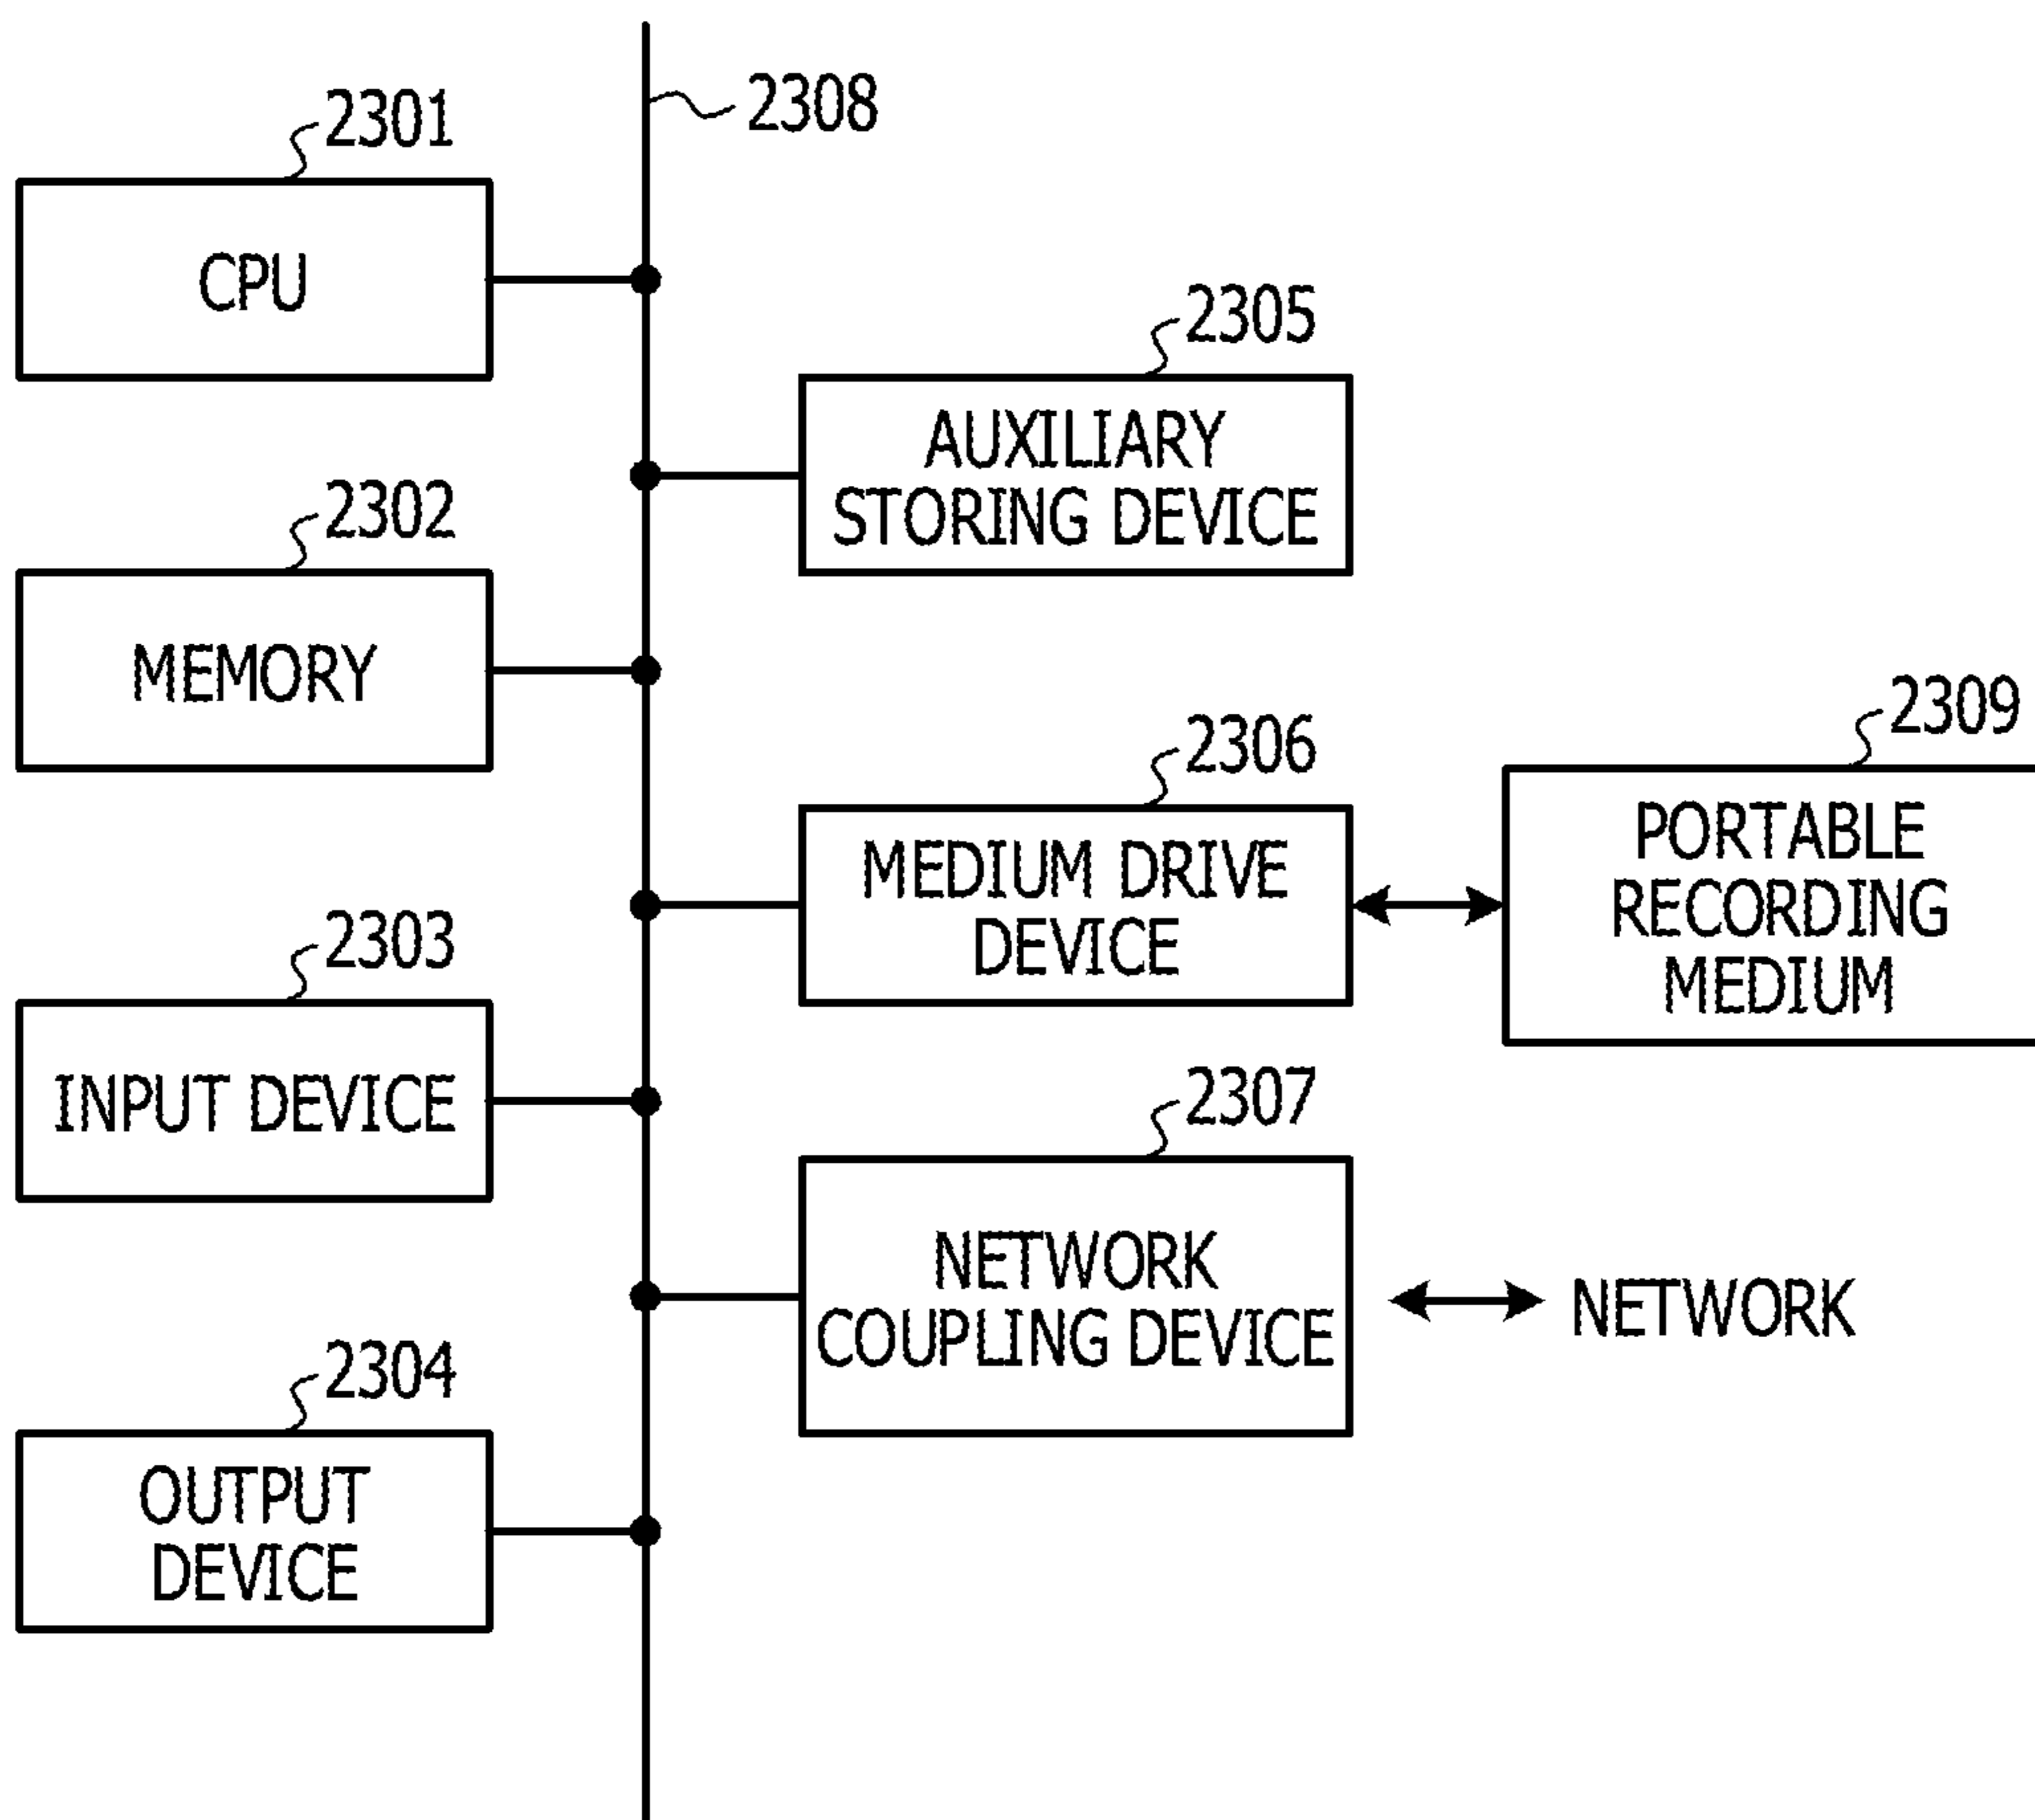 2308
2301
CPU
2305
AUXILIARY
STORING DEVICE
2302
MEMORY
2309
PORTABLE
RECORDING
MEDIUM
2306
MEDIUM DRIVE
DEVICE
2303
INPUT DEVICE
2307
NETWORK
COUPLING DEVICE
NETWORK
2304
OUTPUT
DEVICE